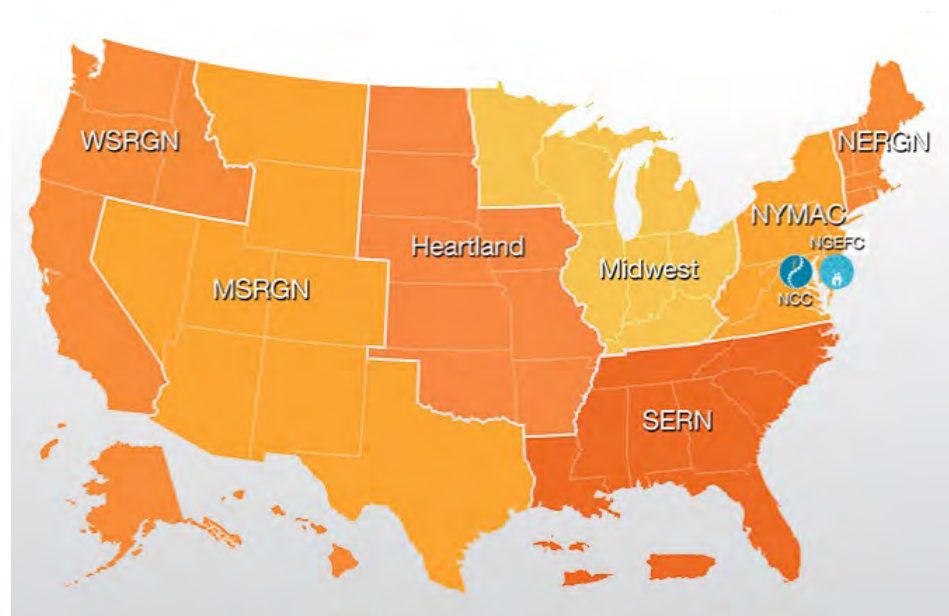 WSRGN
NERGN
NYMAC
NGEFC
Heartland
Midwest
MSRGN
NCC
SERN